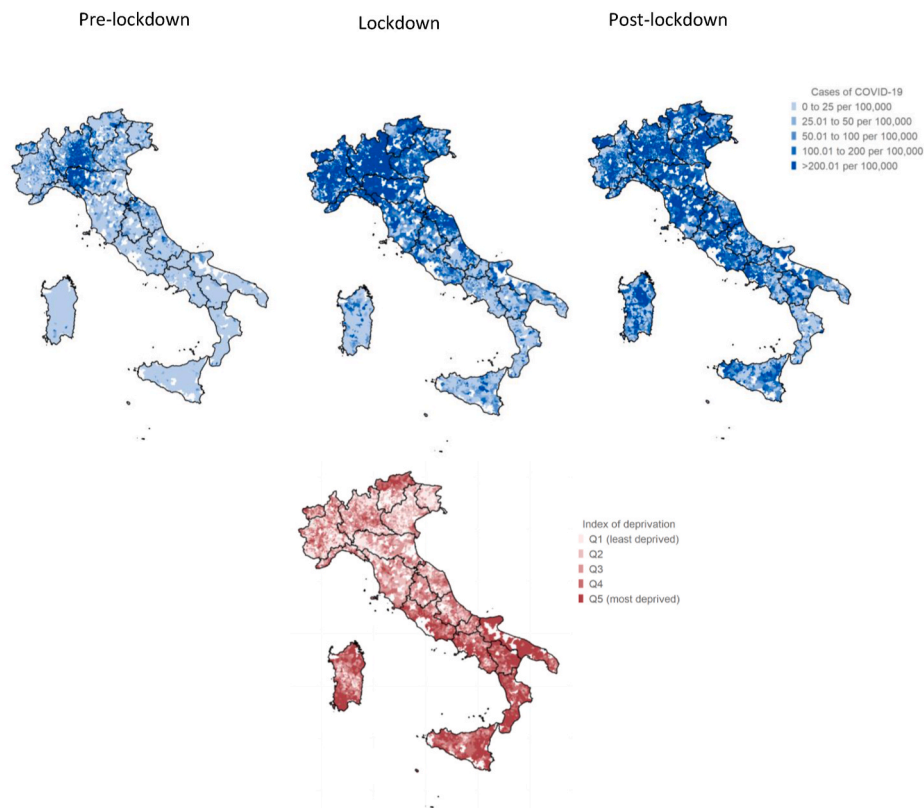 Pre-lockdown
Lockdown
Post-lockdown
Cases of COVID-19
0 to 25 per 100,000
25.01 to 50 per 100,000
50.01 to 100 per 100,000
100.01 to 200 per 100,000
>200.01 per 100,000
Index of deprivation
Q1 (least deprived)
Q2
Q3
Q4
Q5 (most deprived)